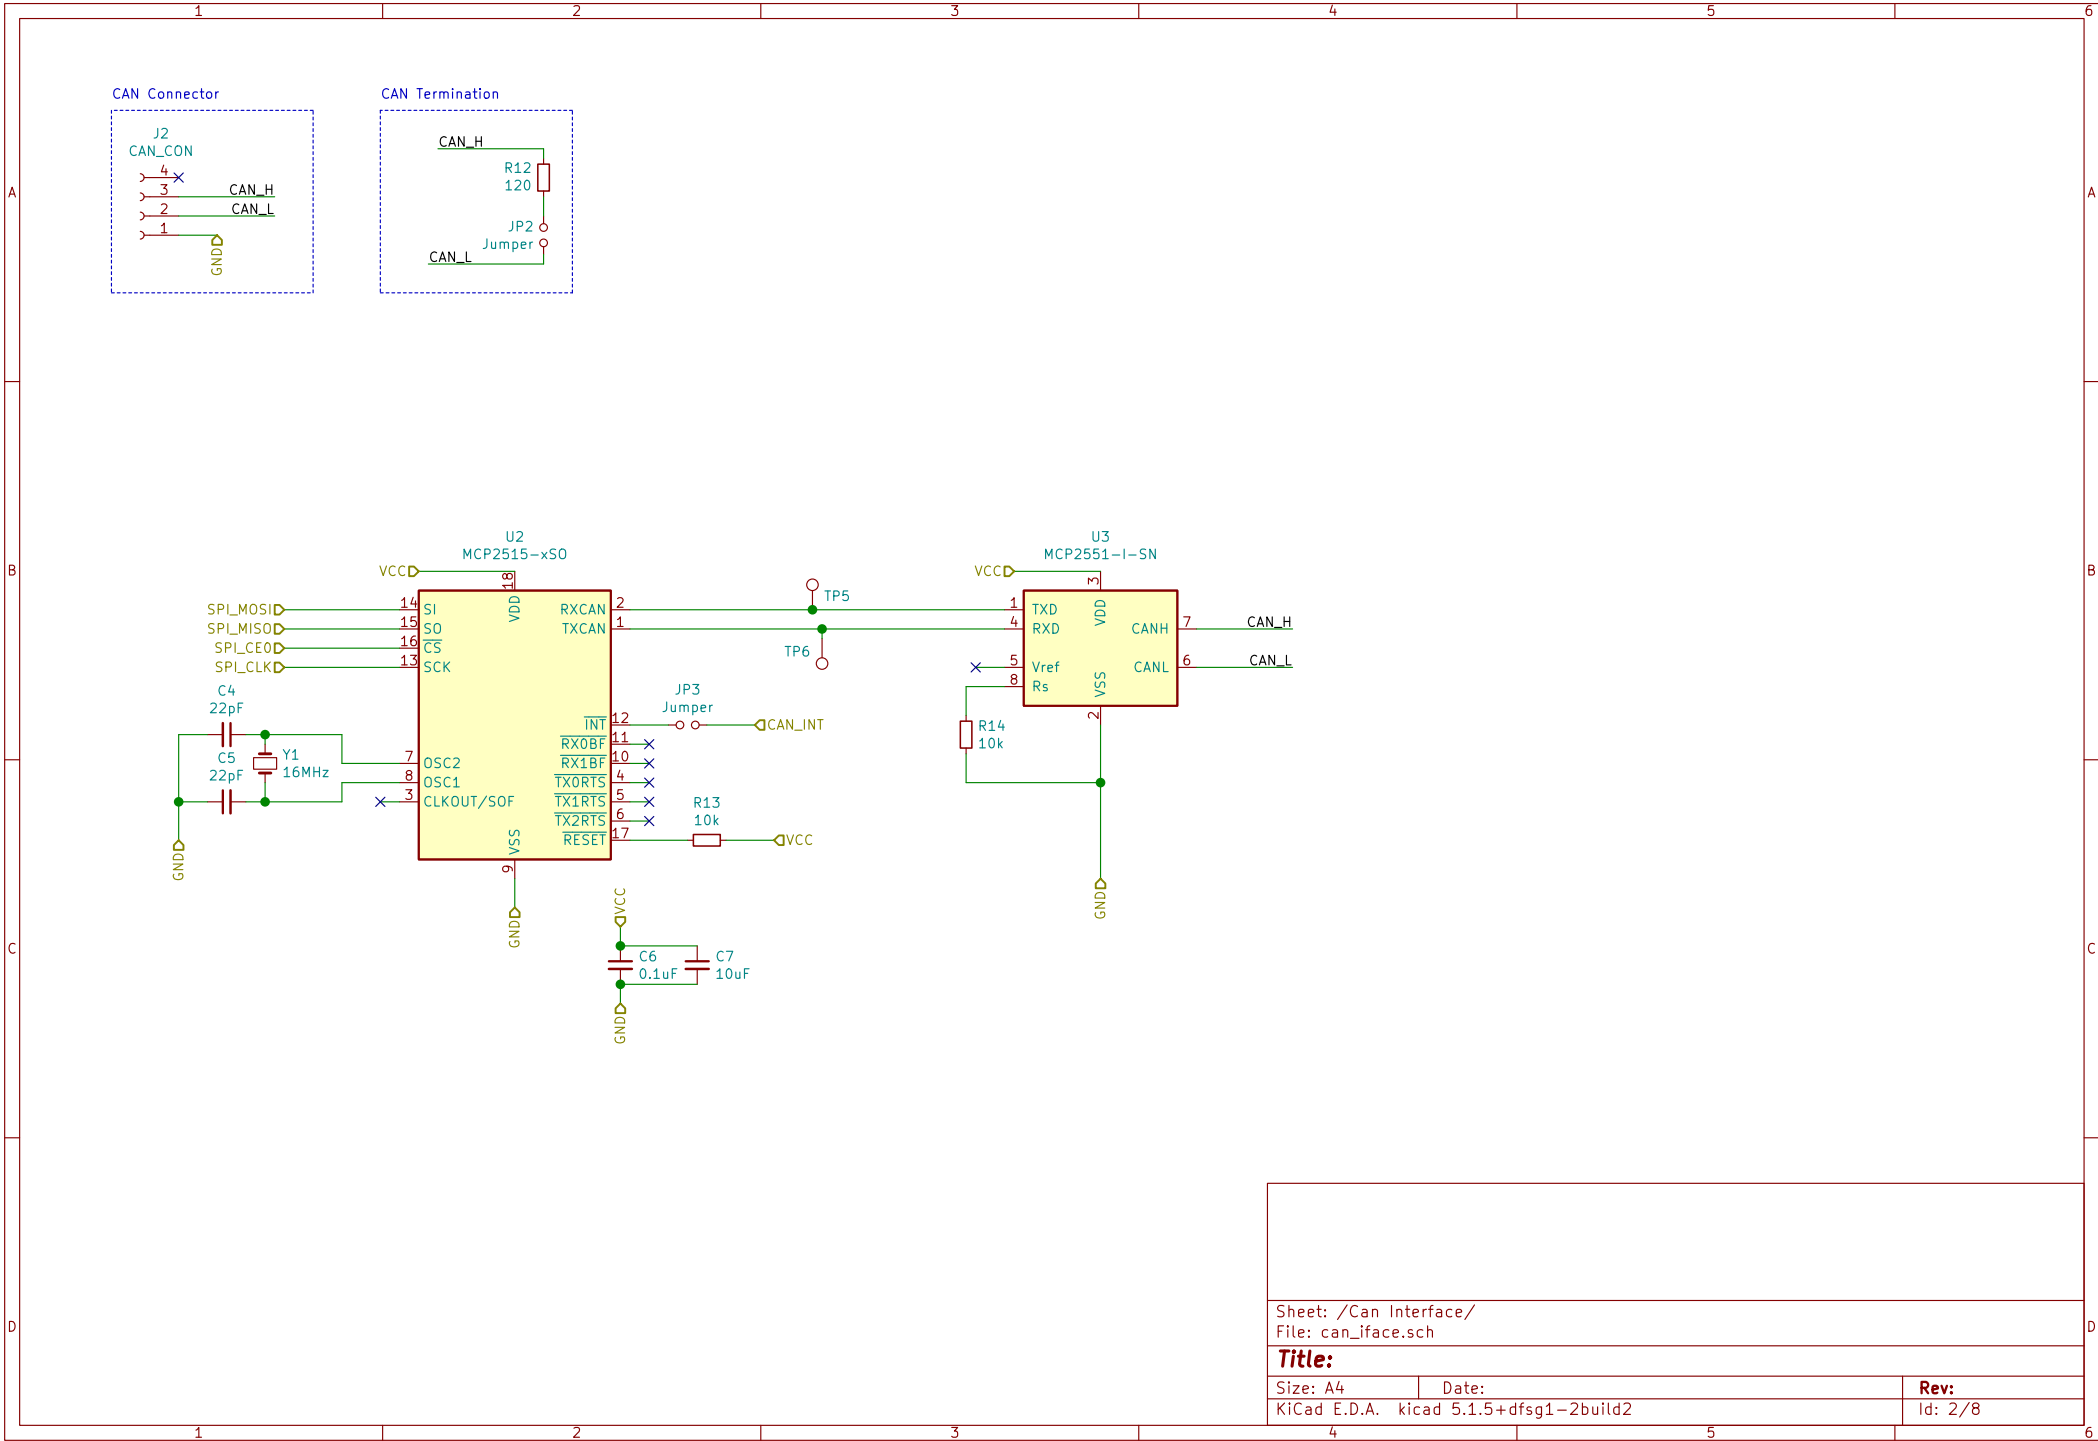 1 2 3 4 5 6
CAN Connector
J2
CAN_CON
4
3 CAN_H
2 CAN_L
1
GND
CAN Termination
CAN_H
R12
120
JP2
Jumper
CAN_L
A A
B B
U2
MCP2515-xSO
VCC
18
VDD
SPI_MOSI 14 SI
SPI_MISO 15 SO
SPI_CE0 16 CS
SPI_CLK 13 SCK
RXCAN 2
TXCAN 1
TP5
TP6
C4
22pF
C5
22pF
Y1
16MHz
GND
7 OSC2
8 OSC1
3 CLKOUT/SOF
INT 12
JP3
Jumper
CAN_INT
RX0BF 11
RX1BF 10
TX0RTS 4
TX1RTS 5
TX2RTS 6
RESET 17
R13
10k
VCC
VSS
9
GND
VCC
C6
0.1uF
C7
10uF
GND
U3
MCP2551-I-SN
VCC
3
VDD
1 TXD
4 RXD
5 Vref
8 Rs
CANH 7 CAN_H
CANL 6 CAN_L
VSS
2
R14
10k
GND
C C
D D
Sheet: /Can Interface/
File: can_iface.sch
Title:
Size: A4 Date: Rev:
KiCad E.D.A. kicad 5.1.5+dfsg1-2build2 Id: 2/8
1 2 3 4 5 6